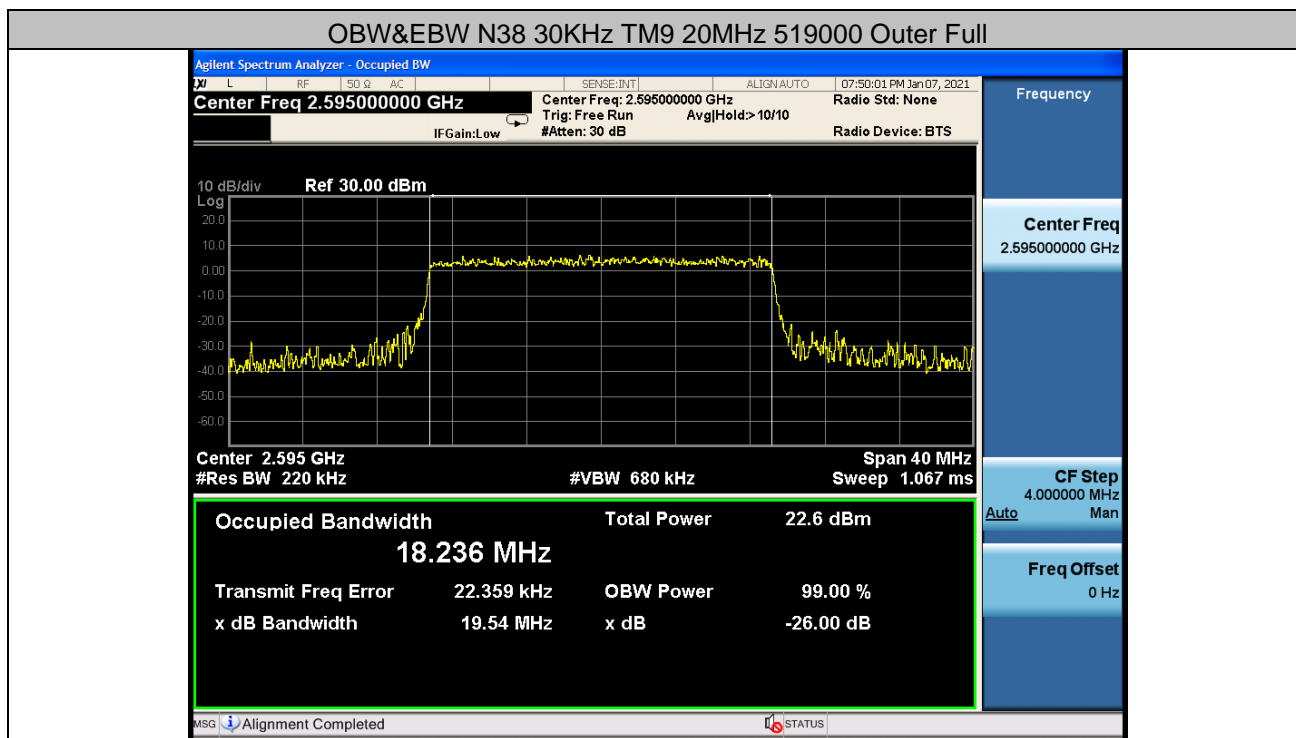 OBW&EBW N38 30KHz TM9 20MHz 519000 Outer Full
Agilent Spectrum Analyzer - Occupied BW
LXI L RF 50 Ω AC SENSE:INT ALIGN AUTO 07:50:01 PM Jan 07, 2021
Center Freq 2.595000000 GHz
Center Freq: 2.595000000 GHz
Radio Std: None
Trig: Free Run Avg|Hold:> 10/10
IFGain:Low #Atten: 30 dB
Radio Device: BTS
Frequency
10 dB/div Ref 30.00 dBm
Log
20.0
10.0
0.00
-10.0
-20.0
-30.0
-40.0
-50.0
-60.0
Center 2.595 GHz Span 40 MHz
#Res BW 220 kHz #VBW 680 kHz Sweep 1.067 ms
Occupied Bandwidth Total Power 22.6 dBm
18.236 MHz
Transmit Freq Error 22.359 kHz OBW Power 99.00 %
x dB Bandwidth 19.54 MHz x dB -26.00 dB
Center Freq
2.595000000 GHz
CF Step
4.000000 MHz
Auto Man
Freq Offset
0 Hz
MSG Alignment Completed STATUS